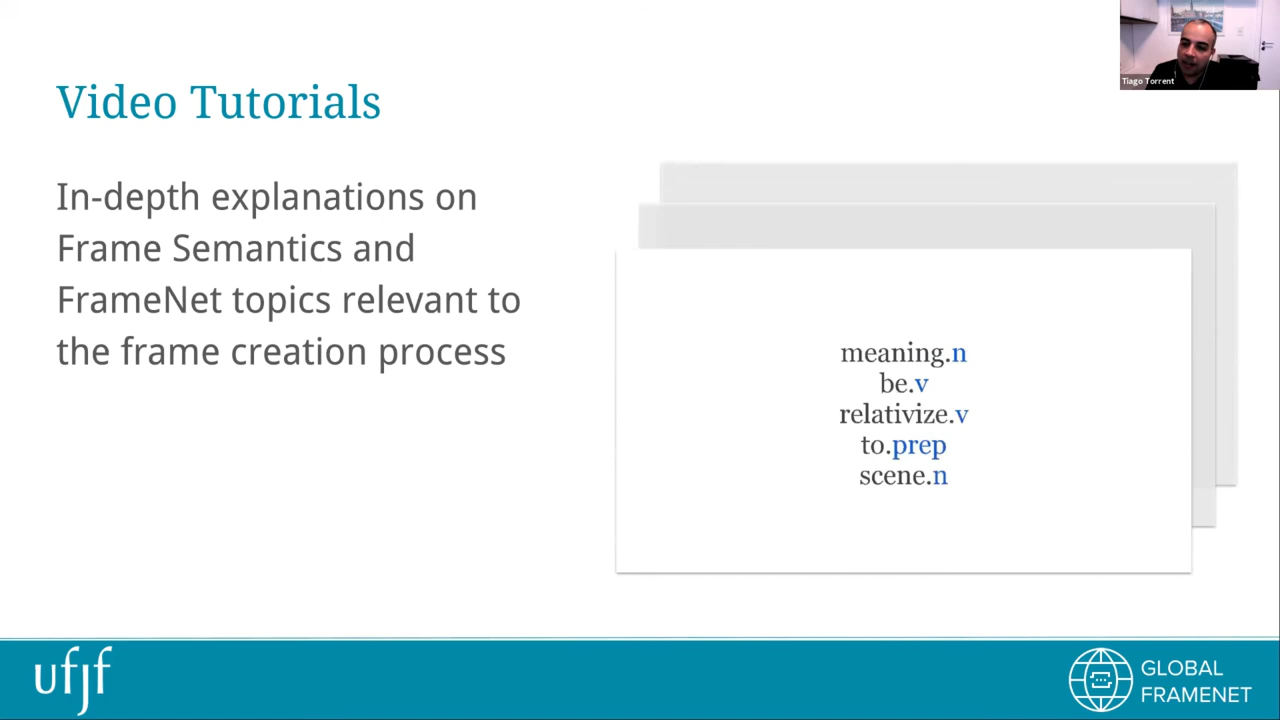 Tiago Torrent
Video Tutorials
In-depth explanations on
Frame Semantics and
FrameNet topics relevant to
the frame creation process
meaning.n
be.v
relativize.v
to.prep
scene.n
ufjf
GLOBAL
FRAMENET